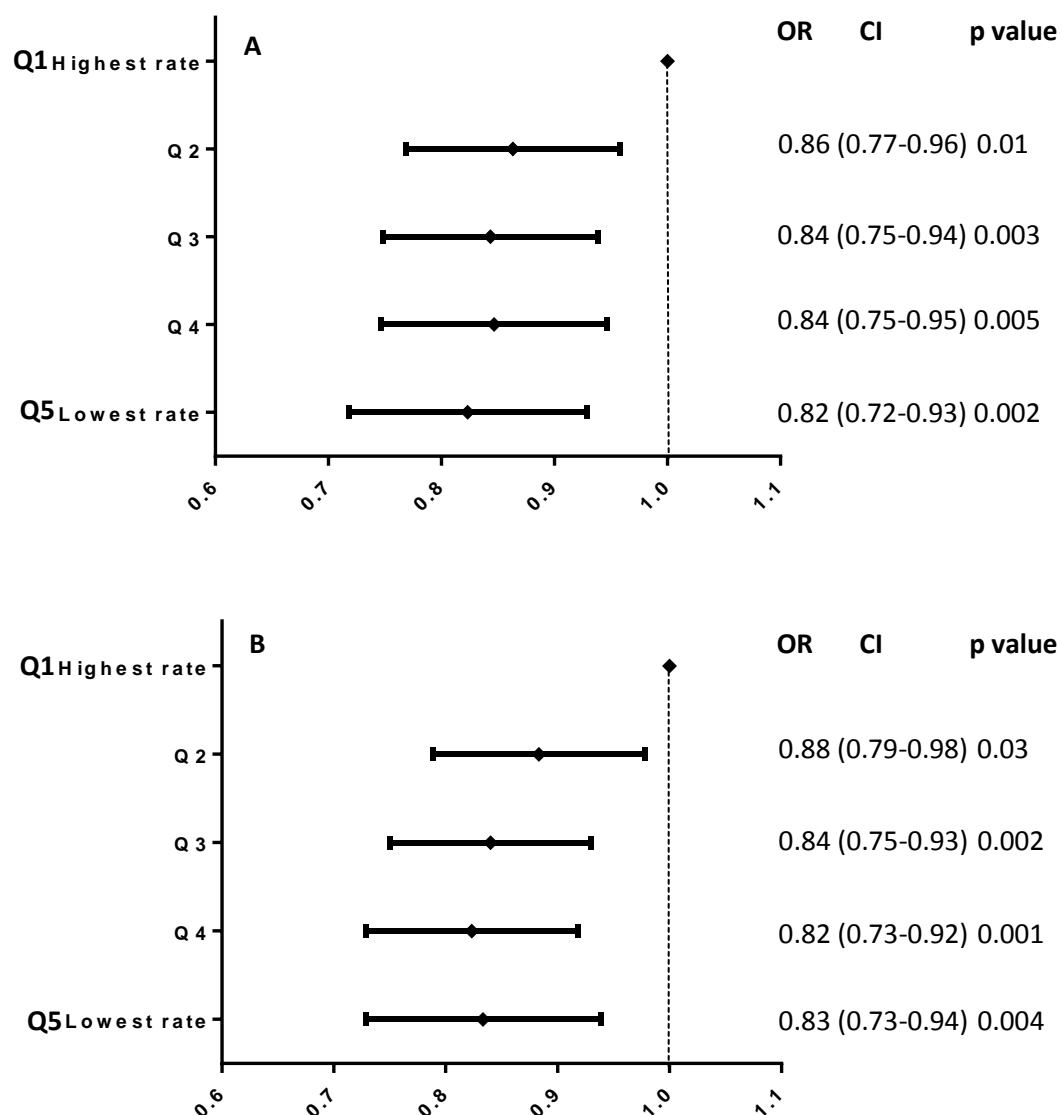 A OR CI p value
Q1 Highest rate
Q 2 0.86 (0.77-0.96) 0.01
Q 3 0.84 (0.75-0.94) 0.003
Q 4 0.84 (0.75-0.95) 0.005
Q5 Lowest rate 0.82 (0.72-0.93) 0.002
0.6 0.7 0.8 0.9 1.0 1.1
B OR CI p value
Q1 Highest rate
Q 2 0.88 (0.79-0.98) 0.03
Q 3 0.84 (0.75-0.93) 0.002
Q 4 0.82 (0.73-0.92) 0.001
Q5 Lowest rate 0.83 (0.73-0.94) 0.004
0.6 0.7 0.8 0.9 1.0 1.1